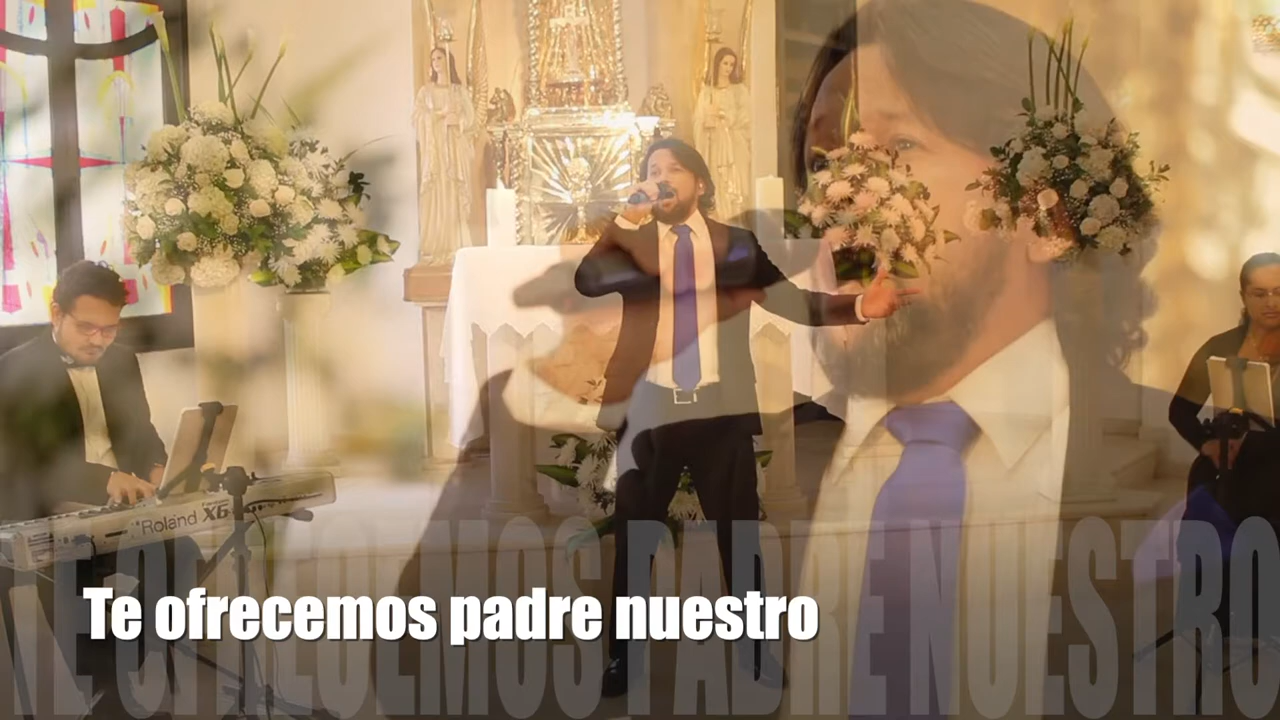 Roland X6
Te ofrecemos padre nuestro
TE OFRECEMOS PADRE NUESTRO